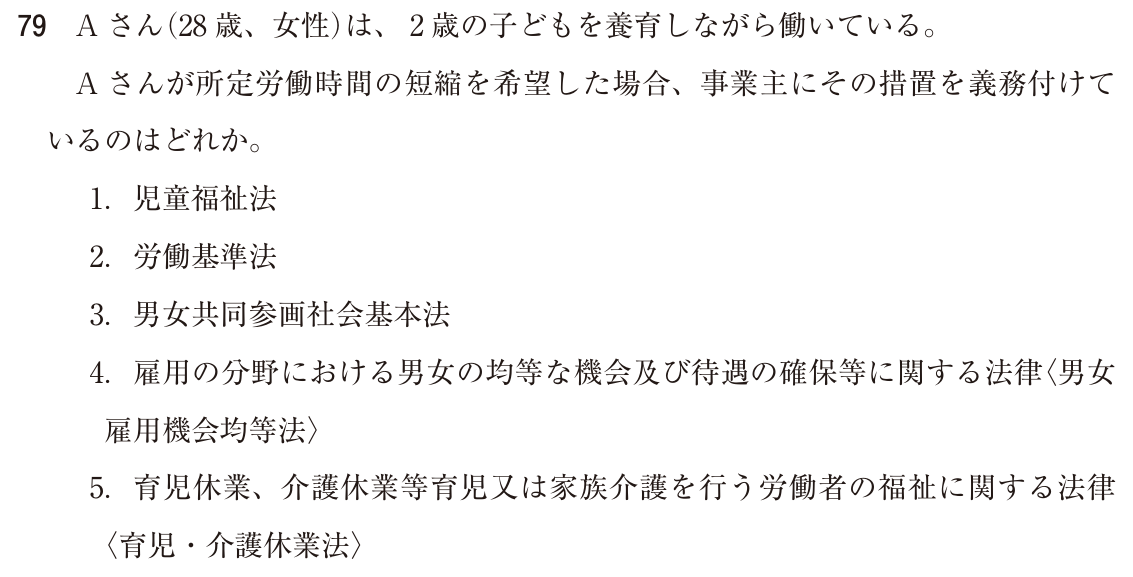 79 Aさん(28歳、女性)は、2歳の子どもを養育しながら働いている。
Aさんが所定労働時間の短縮を希望した場合、事業主にその措置を義務付けて
いるのはどれか。
1. 児童福祉法
2. 労働基準法
3. 男女共同参画社会基本法
4. 雇用の分野における男女の均等な機会及び待遇の確保等に関する法律〈男女
雇用機会均等法〉
5. 育児休業、介護休業等育児又は家族介護を行う労働者の福祉に関する法律
〈育児・介護休業法〉